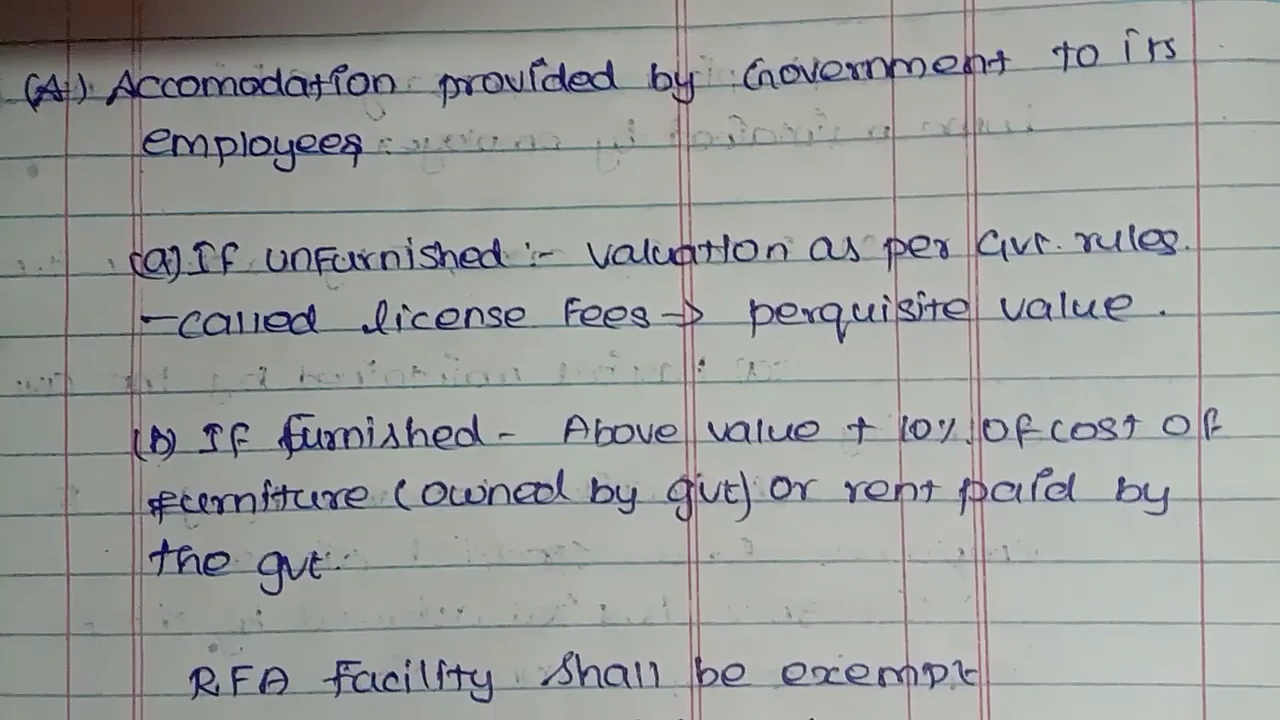 (A) Accomodation provided by Government to its
employees
(a) If unfurnished :- valuation as per Gvt. rules.
- called license fees → perquisite value.
(b) If furnished - Above value + 10% of cost of
furniture (owned by gvt) or rent paid by
the gvt
RFA facility shall be exempt